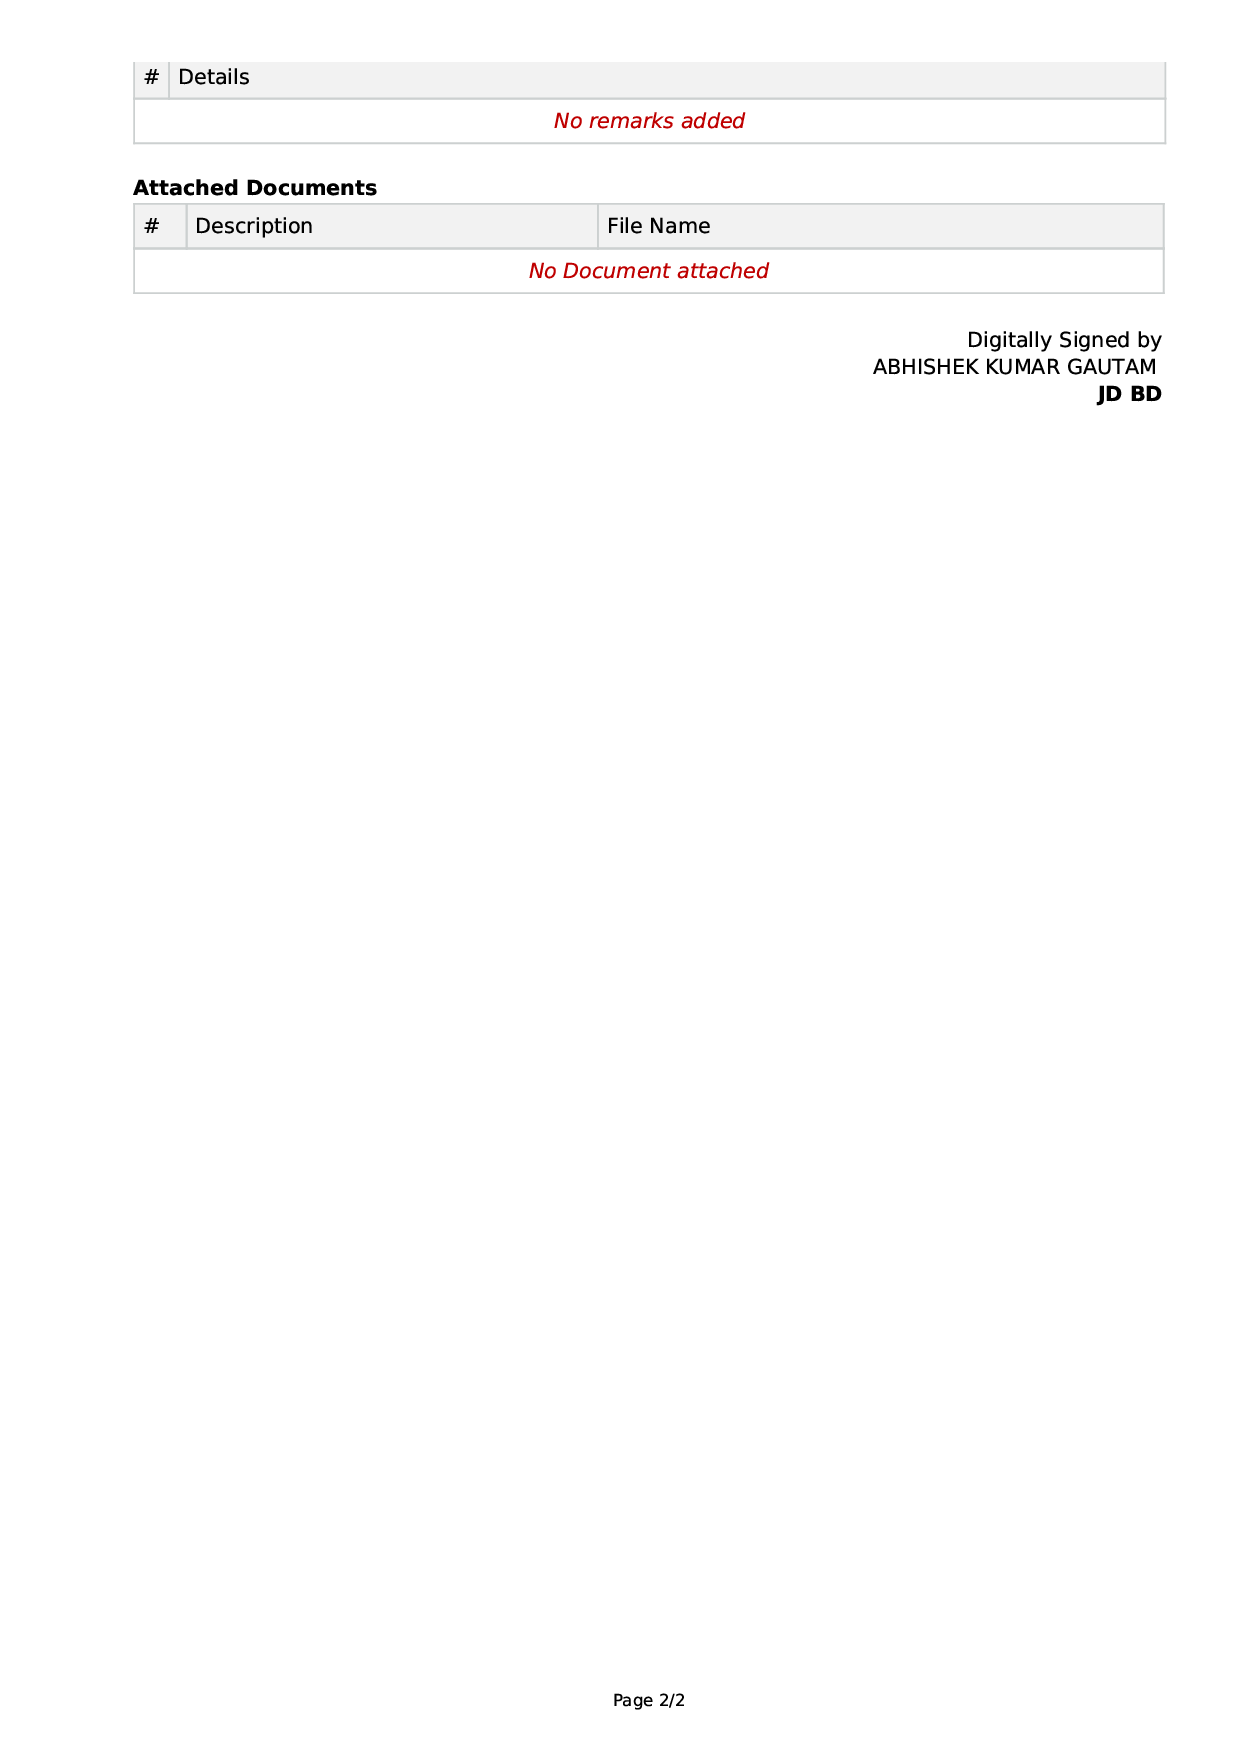 # Details
No remarks added
Attached Documents
# Description File Name
No Document attached
Digitally Signed by
ABHISHEK KUMAR GAUTAM
JD BD
Page 2/2